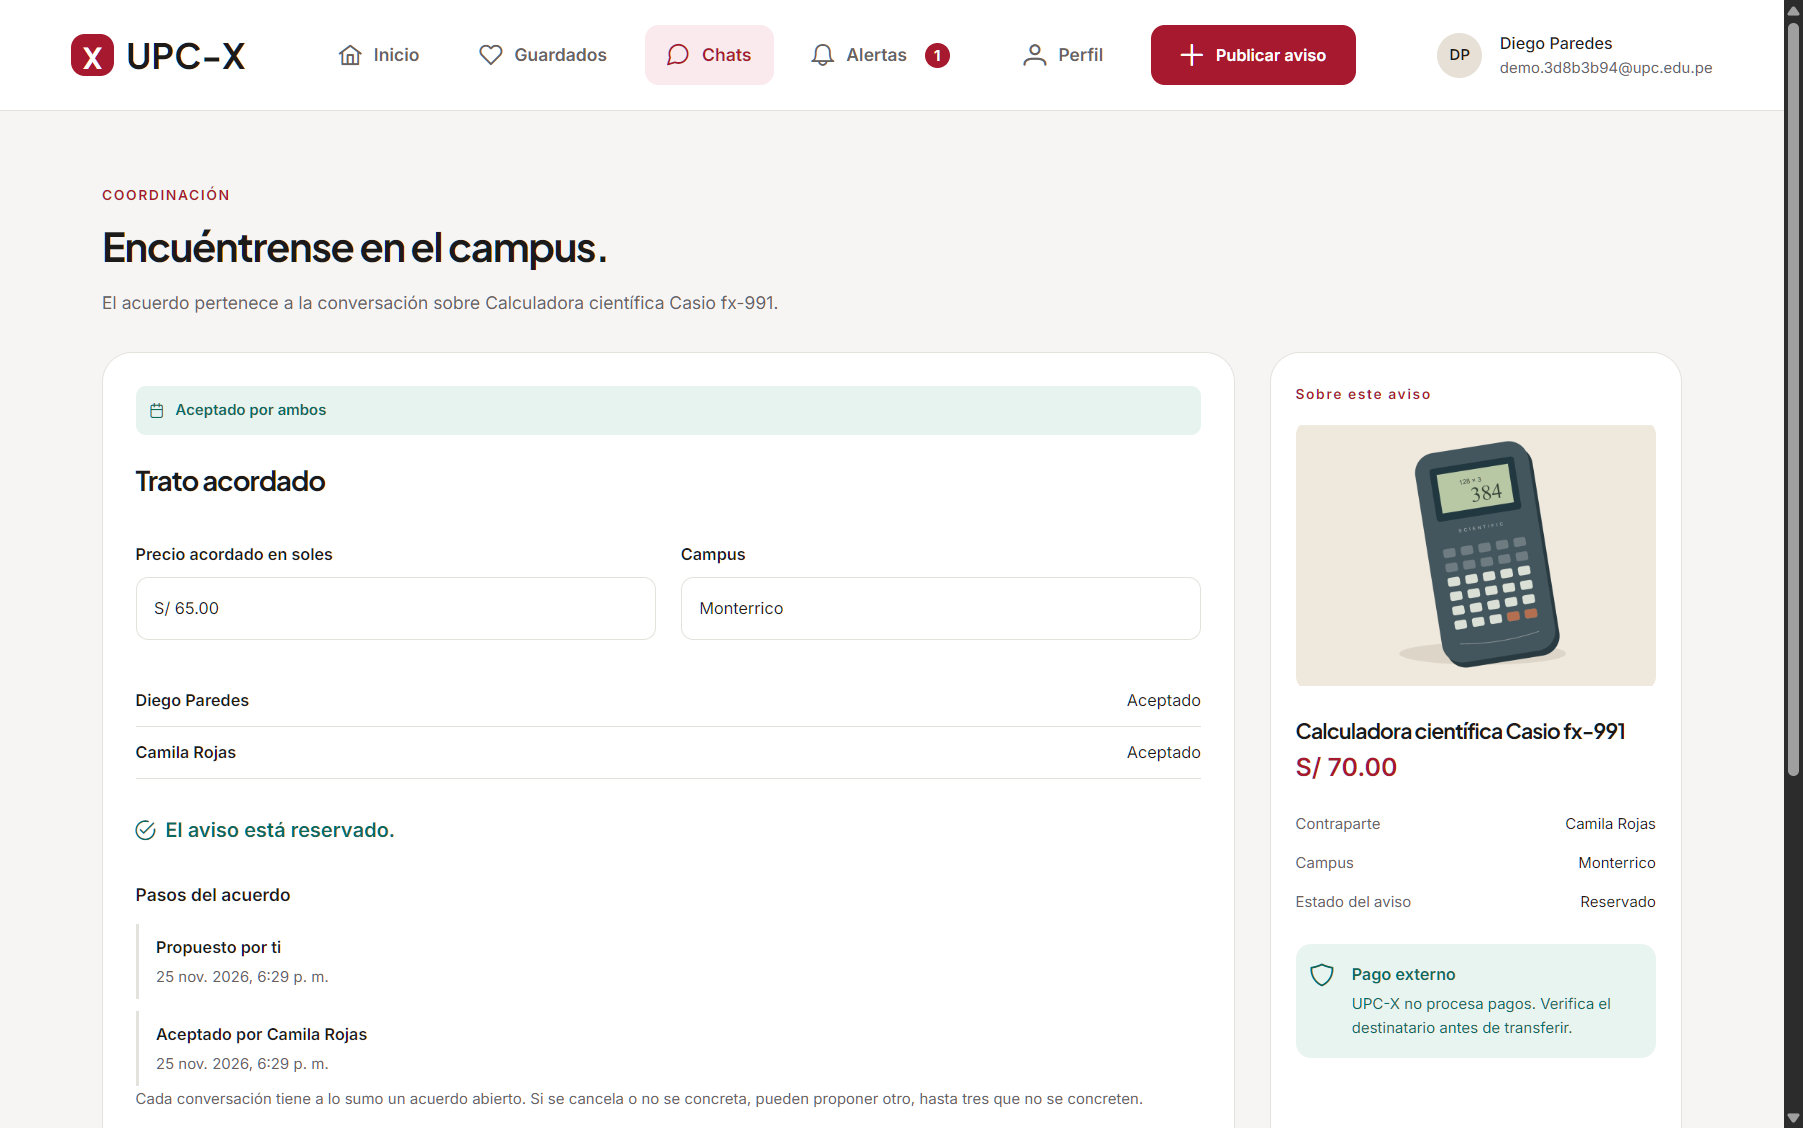 X UPC-X
Inicio
Guardados
Chats
Alertas 1
Perfil
Publicar aviso
DP
Diego Paredes
demo.3d8b3b94@upc.edu.pe
COORDINACIÓN
Encuéntrense en el campus.
El acuerdo pertenece a la conversación sobre Calculadora científica Casio fx-991.
Aceptado por ambos
Trato acordado
Precio acordado en soles
S/ 65.00
Campus
Monterrico
Diego Paredes Aceptado
Camila Rojas Aceptado
El aviso está reservado.
Pasos del acuerdo
Propuesto por ti
25 nov. 2026, 6:29 p. m.
Aceptado por Camila Rojas
25 nov. 2026, 6:29 p. m.
Cada conversación tiene a lo sumo un acuerdo abierto. Si se cancela o no se concreta, pueden proponer otro, hasta tres que no se concreten.
Sobre este aviso
128 × 3
384
SCIENTIFIC
Calculadora científica Casio fx-991
S/ 70.00
Contraparte Camila Rojas
Campus Monterrico
Estado del aviso Reservado
Pago externo
UPC-X no procesa pagos. Verifica el
destinatario antes de transferir.